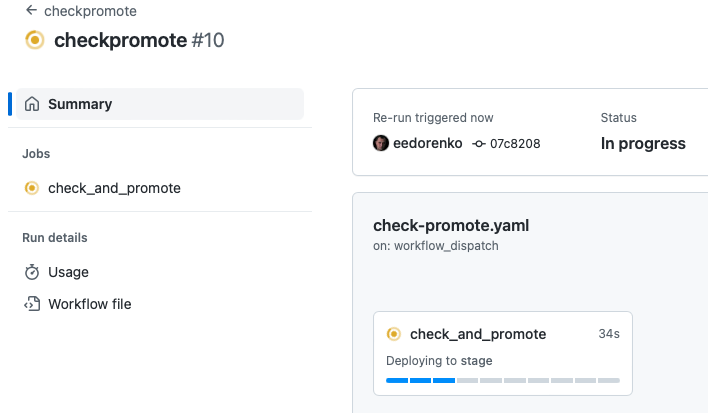 checkpromote
checkpromote #10
Summary
Jobs
check_and_promote
Run details
Usage
Workflow file
Re-run triggered now
eedorenko 07c8208
Status
In progress
check-promote.yaml
on: workflow_dispatch
check_and_promote 34s
Deploying to stage